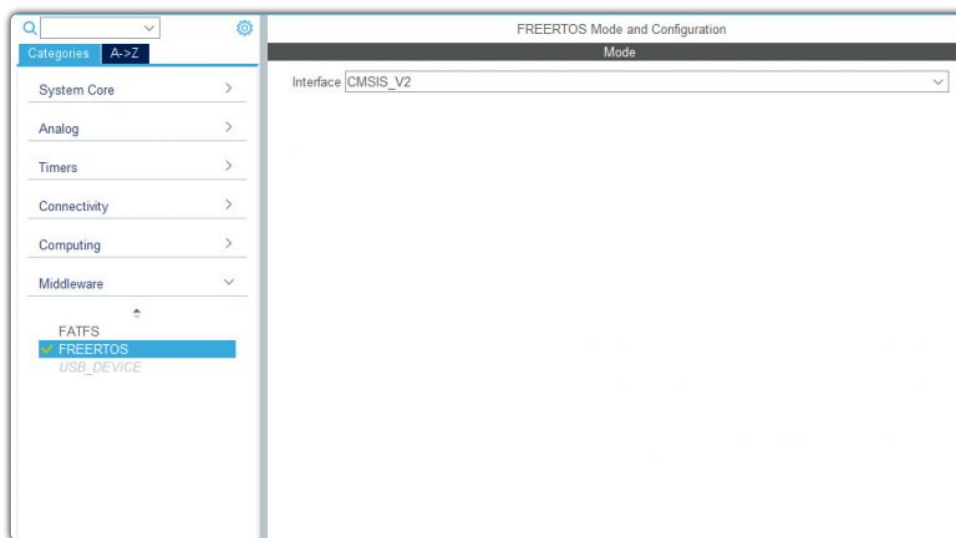 Categories A->Z
System Core
Analog
Timers
Connectivity
Computing
Middleware
FATFS
FREERTOS
USB_DEVICE
FREERTOS Mode and Configuration
Mode
Interface CMSIS_V2